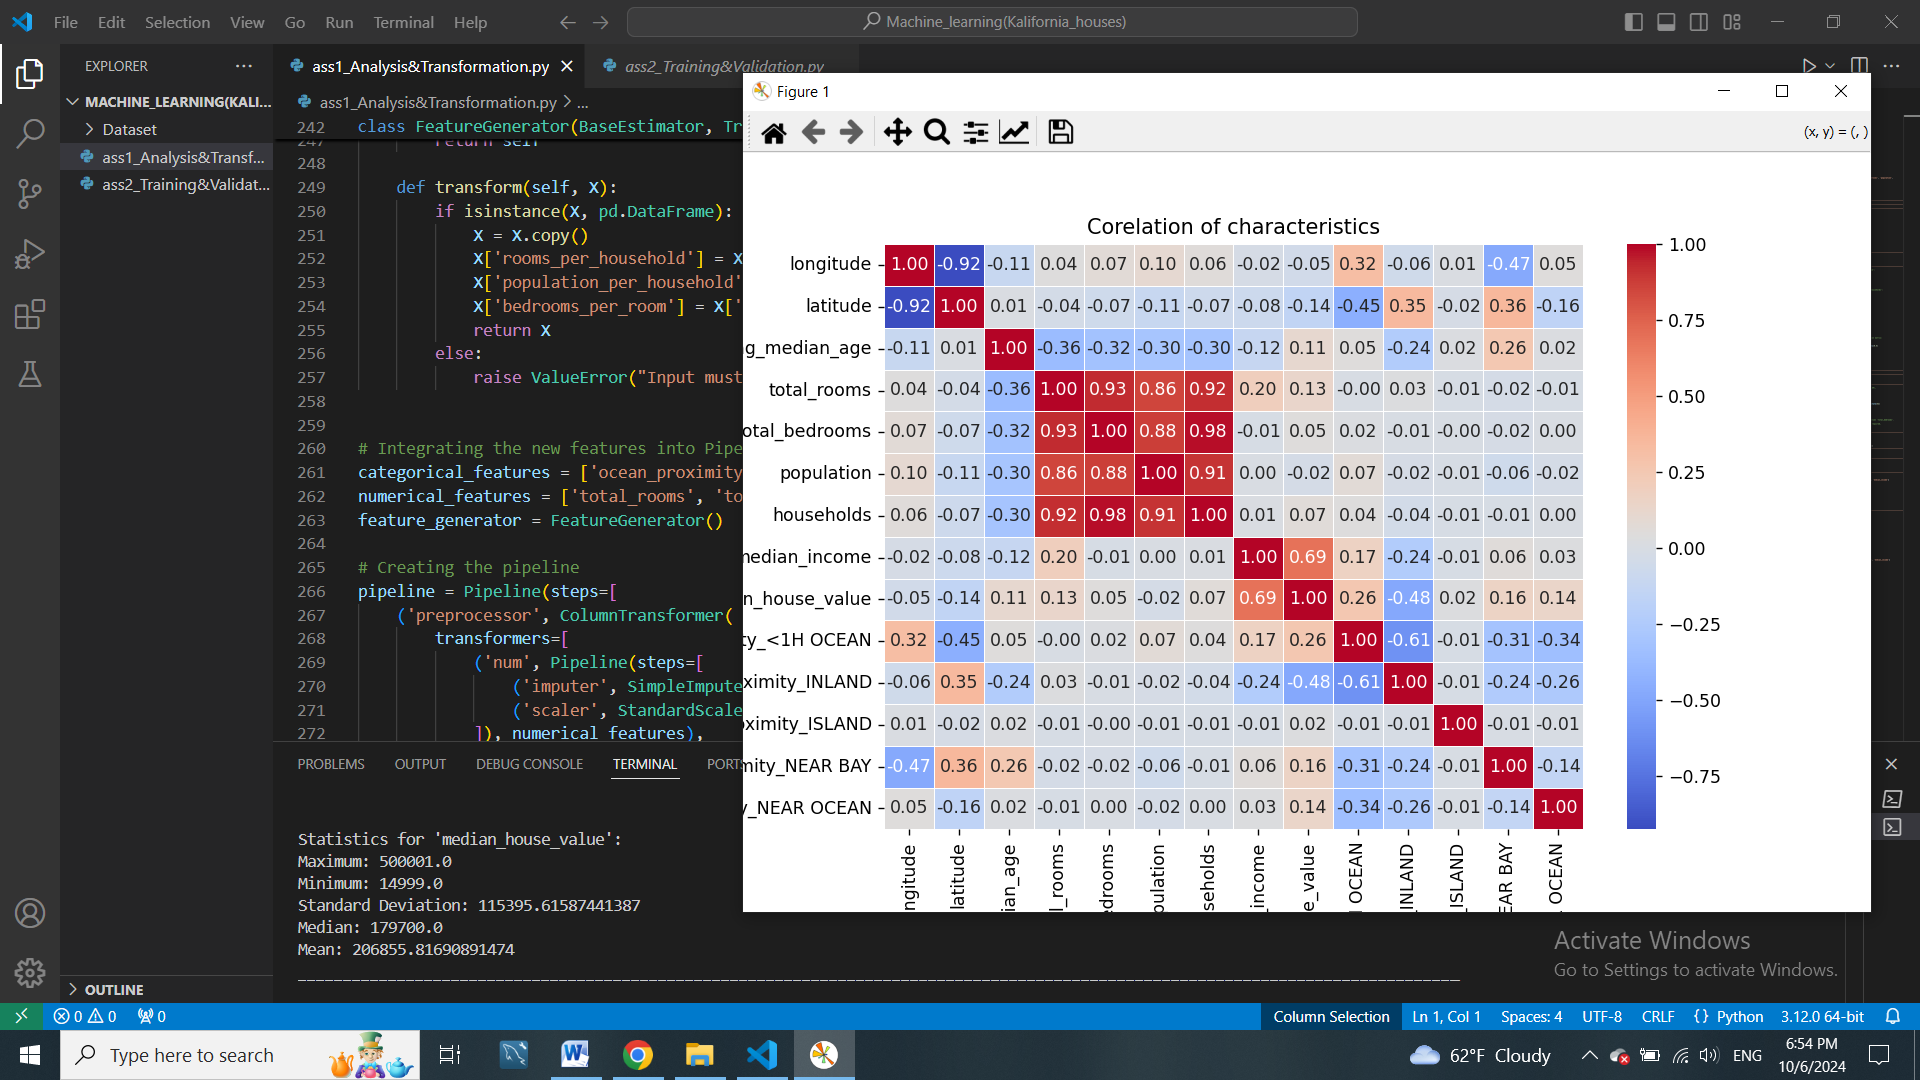 File Edit Selection View Go Run Terminal Help
Machine_learning(Kalifornia_houses)
EXPLORER
MACHINE_LEARNING(KALI...
Dataset
ass1_Analysis&Transf...
ass2_Training&Validat...
OUTLINE
ass1_Analysis&Transformation.py
ass2_Training&Validation.py
ass1_Analysis&Transformation.py > ...
242 class FeatureGenerator(BaseEstimator, Tr
247 return self
248
249 def transform(self, X):
250 if isinstance(X, pd.DataFrame):
251 X = X.copy()
252 X['rooms_per_household'] = X
253 X['population_per_household'
254 X['bedrooms_per_room'] = X['
255 return X
256 else:
257 raise ValueError("Input must
258
259
260 # Integrating the new features into Pipe
261 categorical_features = ['ocean_proximity
262 numerical_features = ['total_rooms', 'to
263 feature_generator = FeatureGenerator()
264
265 # Creating the pipeline
266 pipeline = Pipeline(steps=[
267 ('preprocessor', ColumnTransformer(
268 transformers=[
269 ('num', Pipeline(steps=[
270 ('imputer', SimpleImpute
271 ('scaler', StandardScale
272 ]), numerical_features),
PROBLEMS OUTPUT DEBUG CONSOLE TERMINAL PORTS
Statistics for 'median_house_value':
Maximum: 500001.0
Minimum: 14999.0
Standard Deviation: 115395.61587441387
Median: 179700.0
Mean: 206855.81690891474
Figure 1
(x, y) = (, )
Corelation of characteristics
longitude 1.00 -0.92 -0.11 0.04 0.07 0.10 0.06 -0.02 -0.05 0.32 -0.06 0.01 -0.47 0.05
latitude -0.92 1.00 0.01 -0.04 -0.07 -0.11 -0.07 -0.08 -0.14 -0.45 0.35 -0.02 0.36 -0.16
g_median_age -0.11 0.01 1.00 -0.36 -0.32 -0.30 -0.30 -0.12 0.11 0.05 -0.24 0.02 0.26 0.02
total_rooms 0.04 -0.04 -0.36 1.00 0.93 0.86 0.92 0.20 0.13 -0.00 0.03 -0.01 -0.02 -0.01
otal_bedrooms 0.07 -0.07 -0.32 0.93 1.00 0.88 0.98 -0.01 0.05 0.02 -0.01 -0.00 -0.02 0.00
population 0.10 -0.11 -0.30 0.86 0.88 1.00 0.91 0.00 -0.02 0.07 -0.02 -0.01 -0.06 -0.02
households 0.06 -0.07 -0.30 0.92 0.98 0.91 1.00 0.01 0.07 0.04 -0.04 -0.01 -0.01 0.00
median_income -0.02 -0.08 -0.12 0.20 -0.01 0.00 0.01 1.00 0.69 0.17 -0.24 -0.01 0.06 0.03
n_house_value -0.05 -0.14 0.11 0.13 0.05 -0.02 0.07 0.69 1.00 0.26 -0.48 0.02 0.16 0.14
ty_<1H OCEAN 0.32 -0.45 0.05 -0.00 0.02 0.07 0.04 0.17 0.26 1.00 -0.61 -0.01 -0.31 -0.34
ximity_INLAND -0.06 0.35 -0.24 0.03 -0.01 -0.02 -0.04 -0.24 -0.48 -0.61 1.00 -0.01 -0.24 -0.26
oximity_ISLAND 0.01 -0.02 0.02 -0.01 -0.00 -0.01 -0.01 -0.01 0.02 -0.01 -0.01 1.00 -0.01 -0.01
mity_NEAR BAY -0.47 0.36 0.26 -0.02 -0.02 -0.06 -0.01 0.06 0.16 -0.31 -0.24 -0.01 1.00 -0.14
y_NEAR OCEAN 0.05 -0.16 0.02 -0.01 0.00 -0.02 0.00 0.03 0.14 -0.34 -0.26 -0.01 -0.14 1.00
ngitude
latitude
ian_age
l_rooms
edrooms
pulation
seholds
_income
e_value
H OCEAN
_INLAND
_ISLAND
EAR BAY
OCEAN
1.00
0.75
0.50
0.25
0.00
−0.25
−0.50
−0.75
Activate Windows
Go to Settings to activate Windows.
0 0 0
Column Selection Ln 1, Col 1 Spaces: 4 UTF-8 CRLF {} Python 3.12.0 64-bit
Type here to search
62°F Cloudy
ENG
6:54 PM
10/6/2024